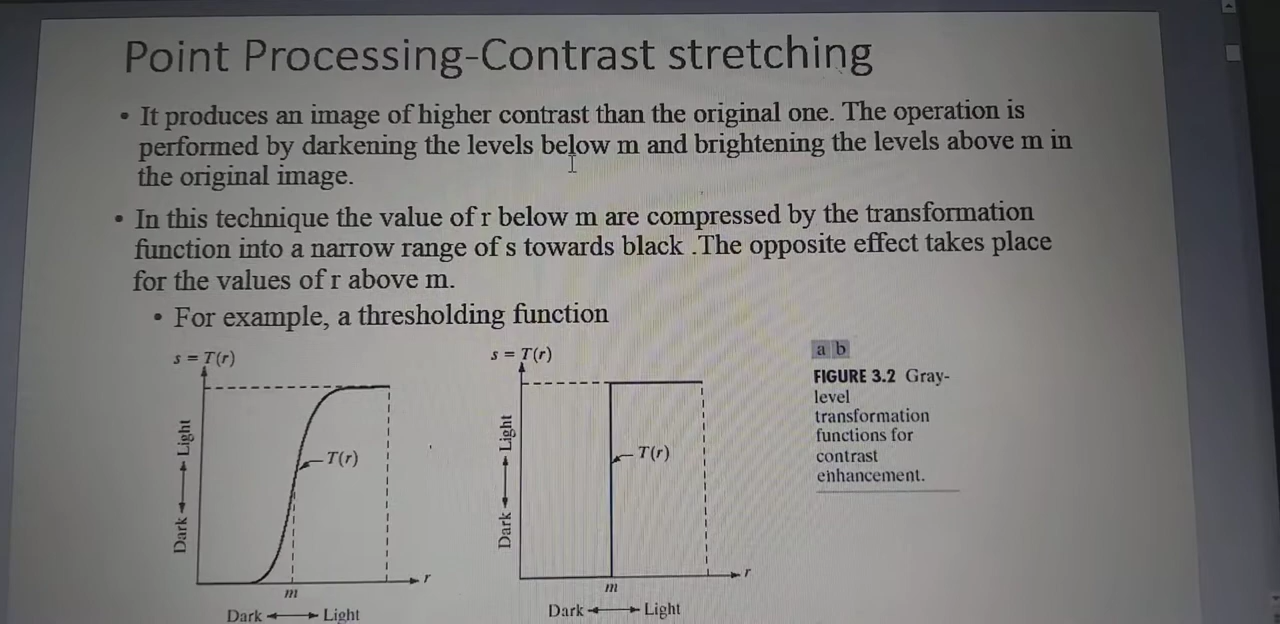 Point Processing-Contrast stretching
• It produces an image of higher contrast than the original one. The operation is
performed by darkening the levels below m and brightening the levels above m in
the original image.
• In this technique the value of r below m are compressed by the transformation
function into a narrow range of s towards black .The opposite effect takes place
for the values of r above m.
• For example, a thresholding function
s = T(r)
Dark Light
T(r)
r
m
Dark Light
s = T(r)
Dark Light
T(r)
r
m
Dark Light
a b
FIGURE 3.2 Gray-
level
transformation
functions for
contrast
enhancement.